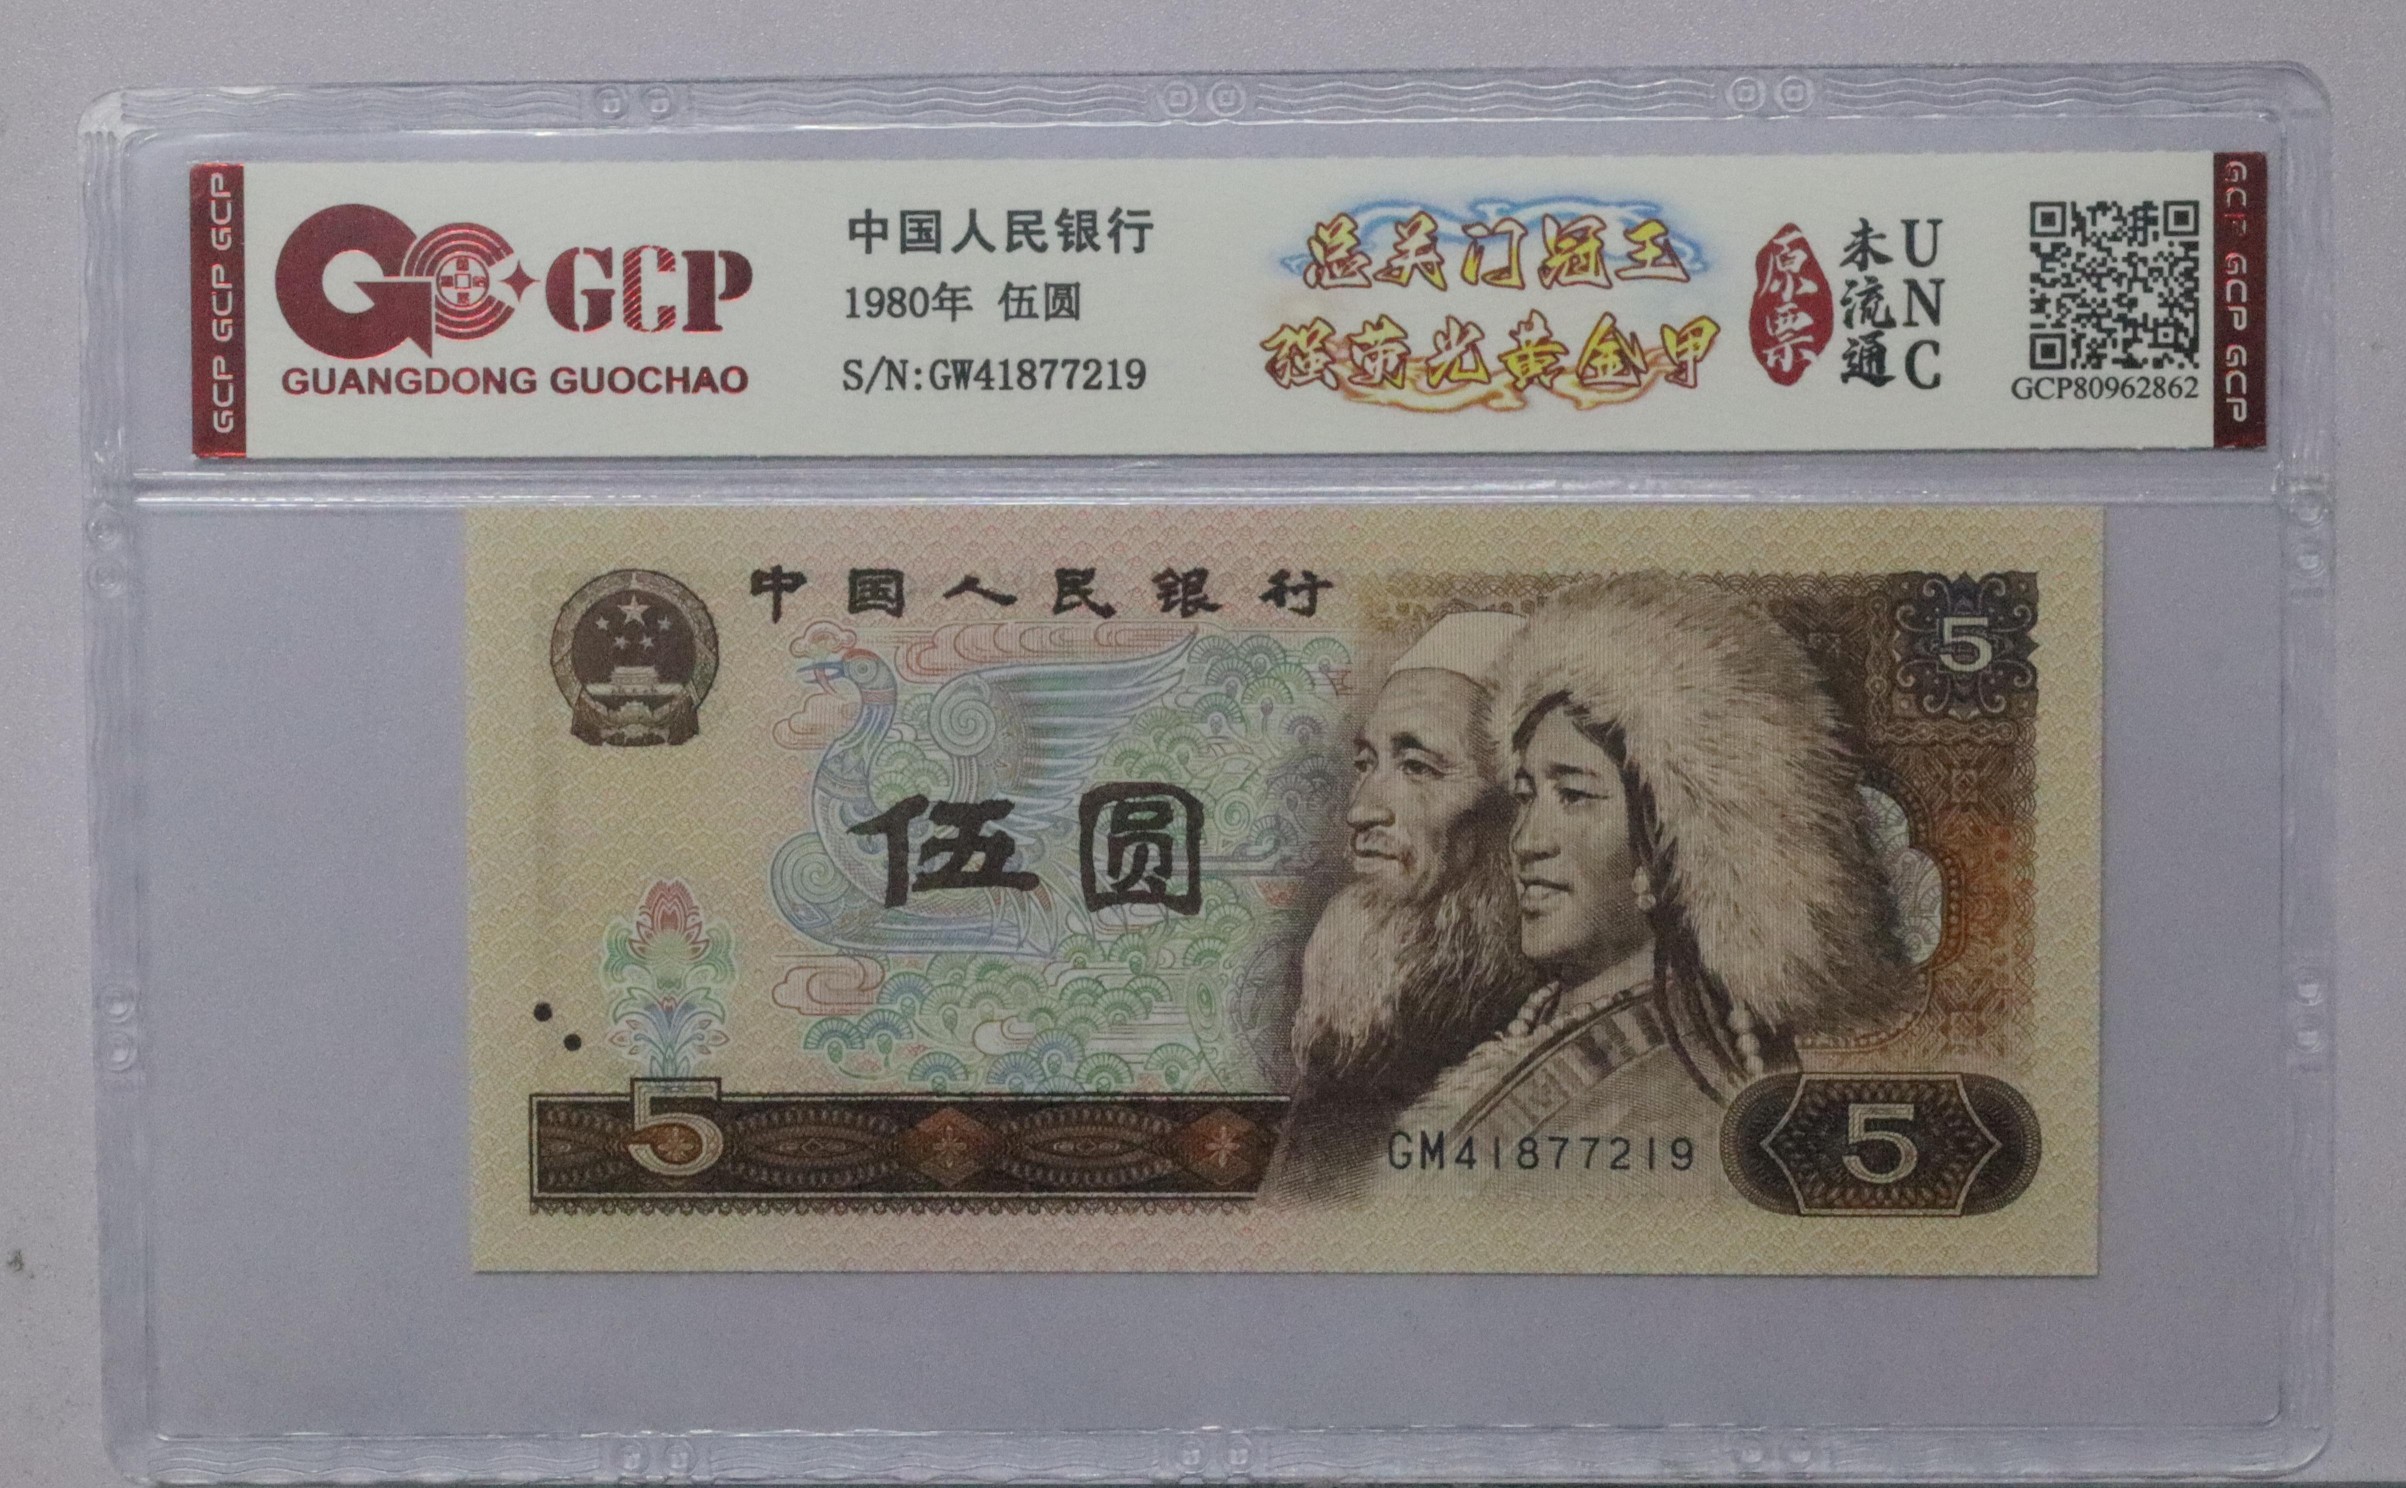 GCP GCP GCP
GCP
GUANGDONG GUOCHAO
中国人民银行
1980年 伍圆
S/N:GW41877219
总关门冠王
强荧光黄金甲
原票
未流通
UNC
GCP80962862
GCP GCP GCP
中国人民银行
5
伍圆
5
GM41877219
5